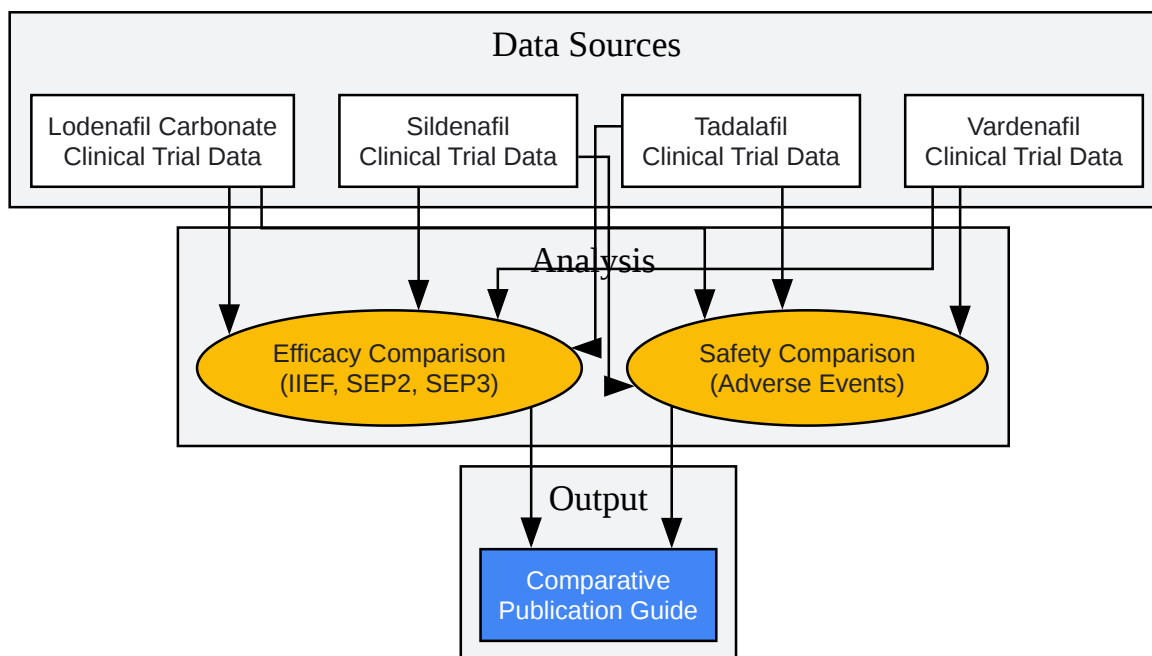 Data Sources
Lodenafil Carbonate
Clinical Trial Data
Sildenafil
Clinical Trial Data
Tadalafil
Clinical Trial Data
Vardenafil
Clinical Trial Data
Analysis
Efficacy Comparison
(IIEF, SEP2, SEP3)
Safety Comparison
(Adverse Events)
Output
Comparative
Publication Guide